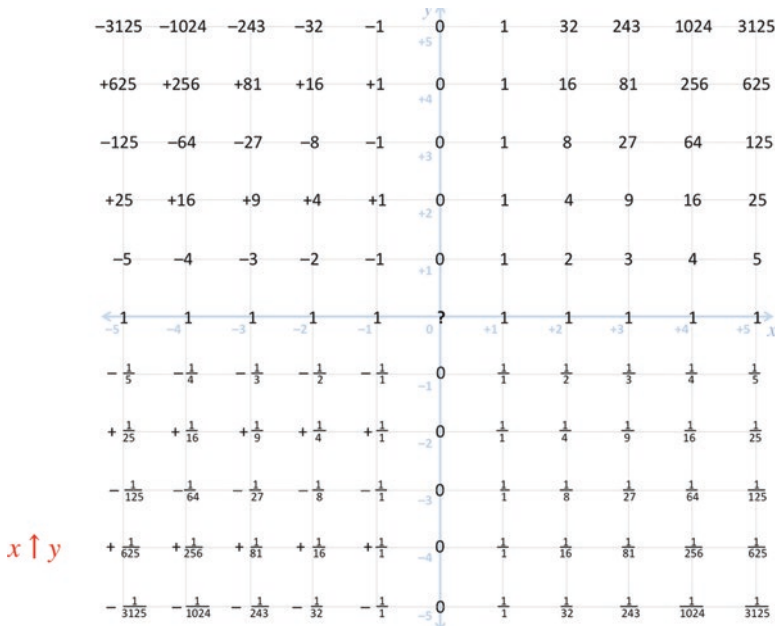 y
−3125 −1024 −243 −32 −1 0 1 32 243 1024 3125
+5
+625 +256 +81 +16 +1 0 1 16 81 256 625
+4
−125 −64 −27 −8 −1 0 1 8 27 64 125
+3
+25 +16 +9 +4 +1 0 1 4 9 16 25
+2
−5 −4 −3 −2 −1 0 1 2 3 4 5
+1
1 1 1 1 1 ? 1 1 1 1 1
−5 −4 −3 −2 −1 0 +1 +2 +3 +4 +5 x
−1/5 −1/4 −1/3 −1/2 −1/1 0 1/1 1/2 1/3 1/4 1/5
−1
+1/25 +1/16 +1/9 +1/4 +1/1 0 1/1 1/4 1/9 1/16 1/25
−2
−1/125 −1/64 −1/27 −1/8 −1/1 0 1/1 1/8 1/27 1/64 1/125
−3
x ↑ y +1/625 +1/256 +1/81 +1/16 +1/1 0 1/1 1/16 1/81 1/256 1/625
−4
−1/3125 −1/1024 −1/243 −1/32 −1/1 0 1/1 1/32 1/243 1/1024 1/3125
−5